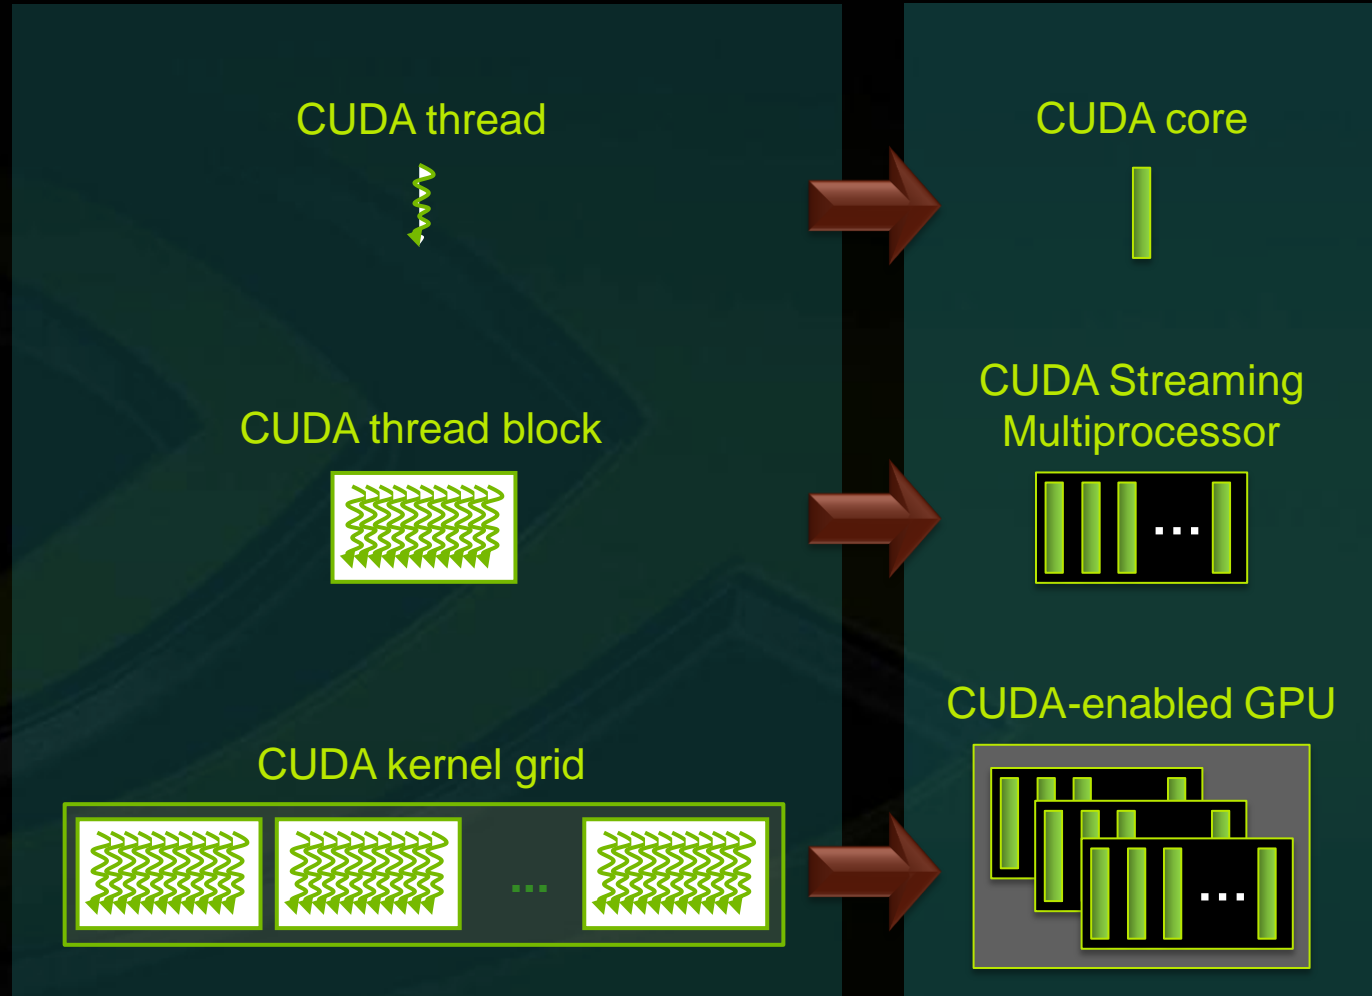 CUDA thread
CUDA core
CUDA thread block
CUDA Streaming
Multiprocessor
...
CUDA kernel grid
...
CUDA-enabled GPU
...